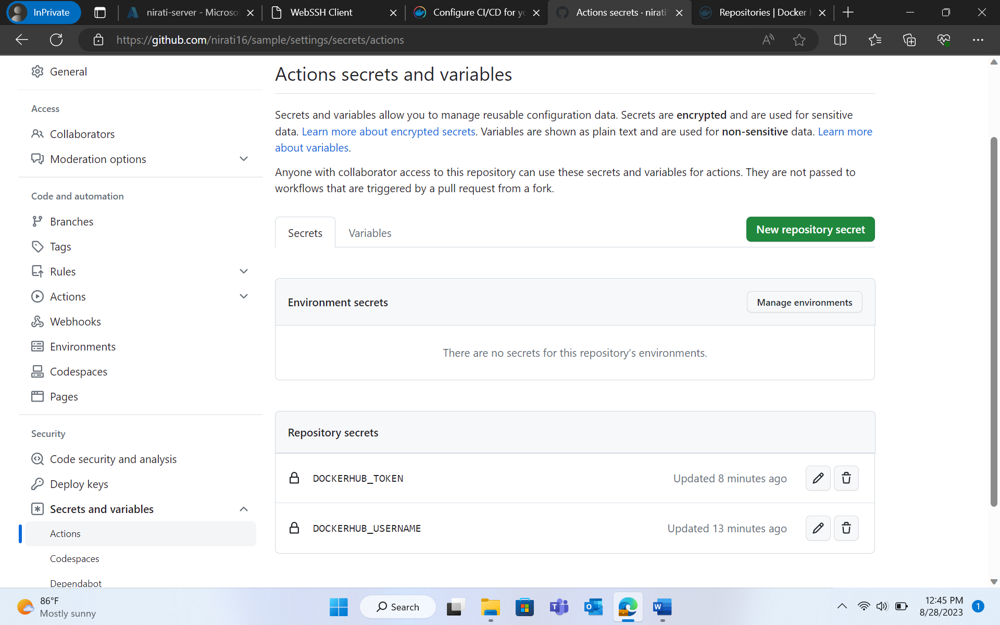 InPrivate
nirati-server - Microso
WebSSH Client
Configure CI/CD for yo
Actions secrets · nirati
Repositories | Docker H
https://github.com/nirati16/sample/settings/secrets/actions
General
Access
Collaborators
Moderation options
Code and automation
Branches
Tags
Rules
Actions
Webhooks
Environments
Codespaces
Pages
Security
Code security and analysis
Deploy keys
Secrets and variables
Actions
Codespaces
Dependabot
Actions secrets and variables
Secrets and variables allow you to manage reusable configuration data. Secrets are encrypted and are used for sensitive
data. Learn more about encrypted secrets. Variables are shown as plain text and are used for non-sensitive data. Learn more
about variables.
Anyone with collaborator access to this repository can use these secrets and variables for actions. They are not passed to
workflows that are triggered by a pull request from a fork.
Secrets
Variables
New repository secret
Environment secrets
Manage environments
There are no secrets for this repository’s environments.
Repository secrets
DOCKERHUB_TOKEN
Updated 8 minutes ago
DOCKERHUB_USERNAME
Updated 13 minutes ago
86°F
Mostly sunny
Search
12:45 PM
8/28/2023
1